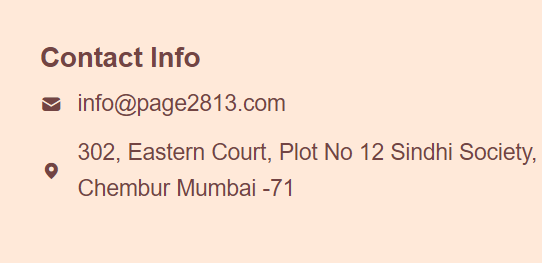 Contact Info
info@page2813.com
302, Eastern Court, Plot No 12 Sindhi Society,
Chembur Mumbai -71